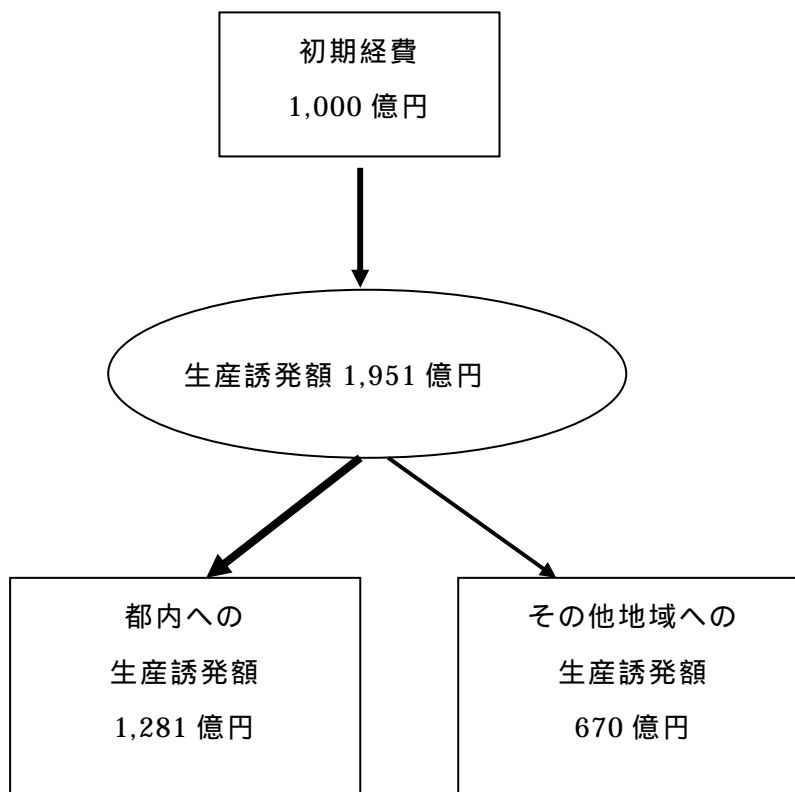 初期経費
1,000 億円
生産誘発額 1,951 億円
都内への
生産誘発額
1,281 億円
その他地域への
生産誘発額
670 億円